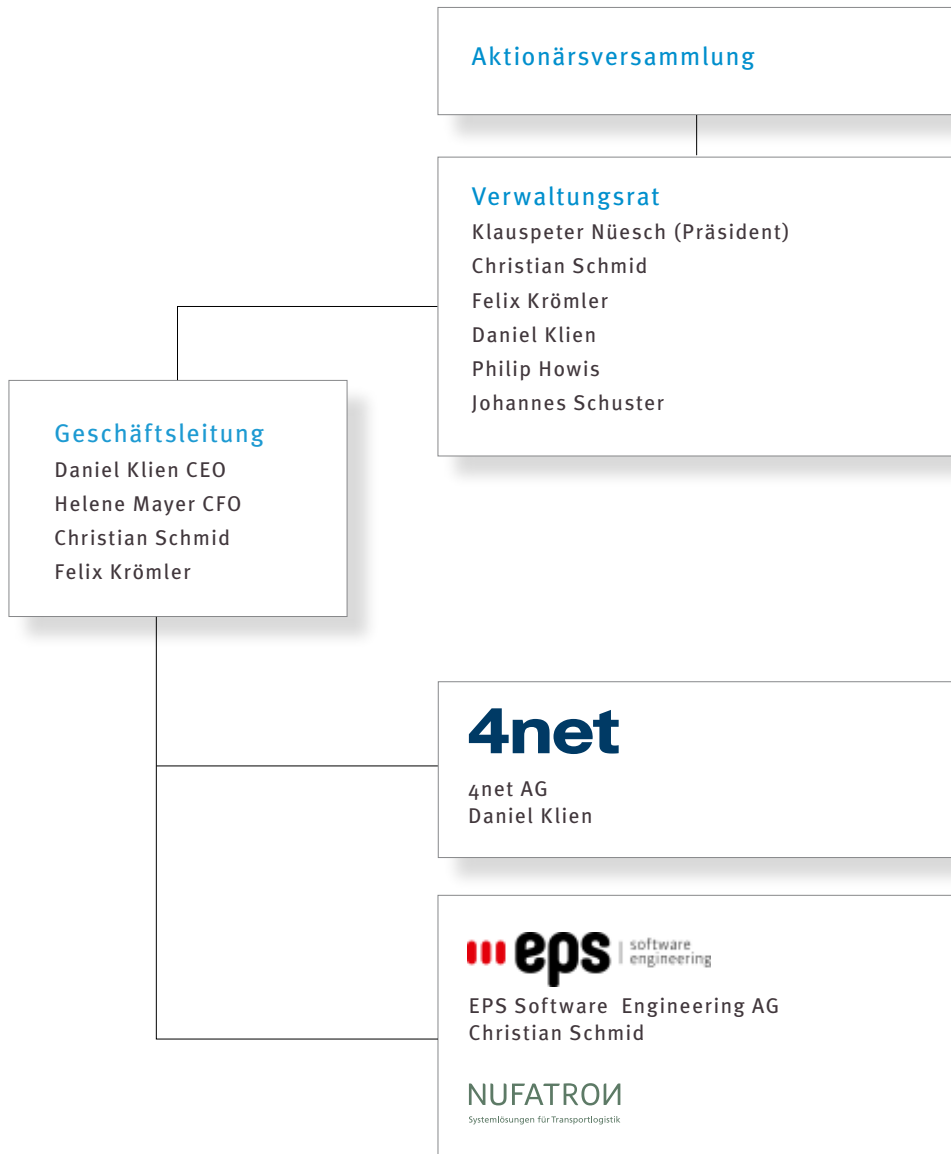 Aktionärsversammlung
Verwaltungsrat
Klauspeter Nüesch (Präsident)
Christian Schmid
Felix Krömler
Daniel Klien
Philip Howis
Johannes Schuster
Geschäftsleitung
Daniel Klien CEO
Helene Mayer CFO
Christian Schmid
Felix Krömler
4net
4net AG
Daniel Klien
eps software
engineering
EPS Software Engineering AG
Christian Schmid
NUFATRON
Systemlösungen für Transportlogistik